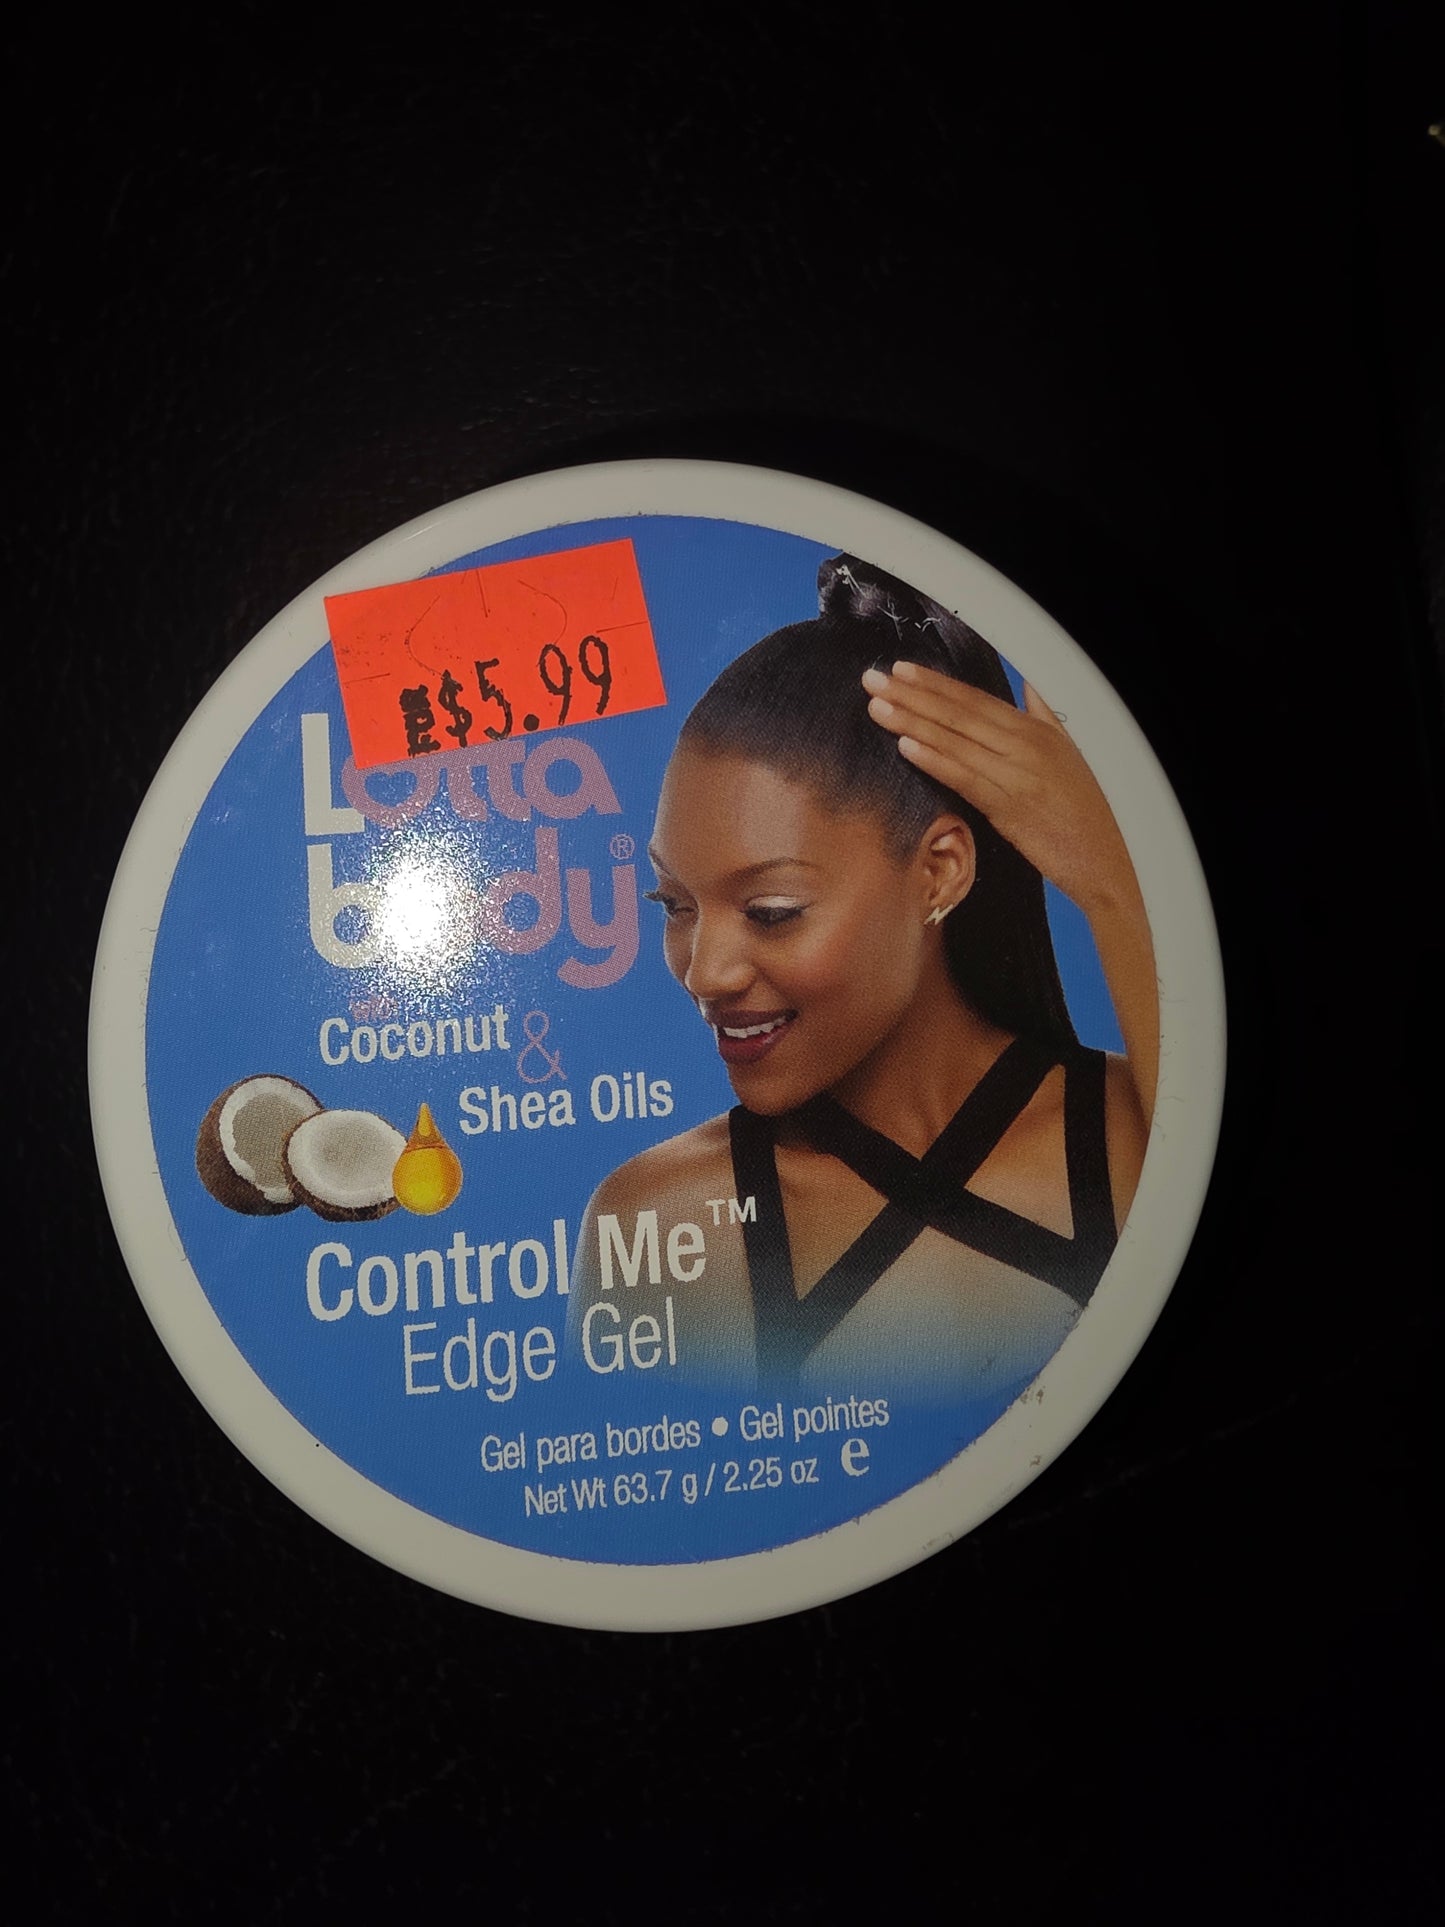 $5.99
Lotta
body®
with
Coconut &
Shea Oils
Control Me™
Edge Gel
Gel para bordes • Gel pointes
Net Wt 63.7 g / 2.25 oz e